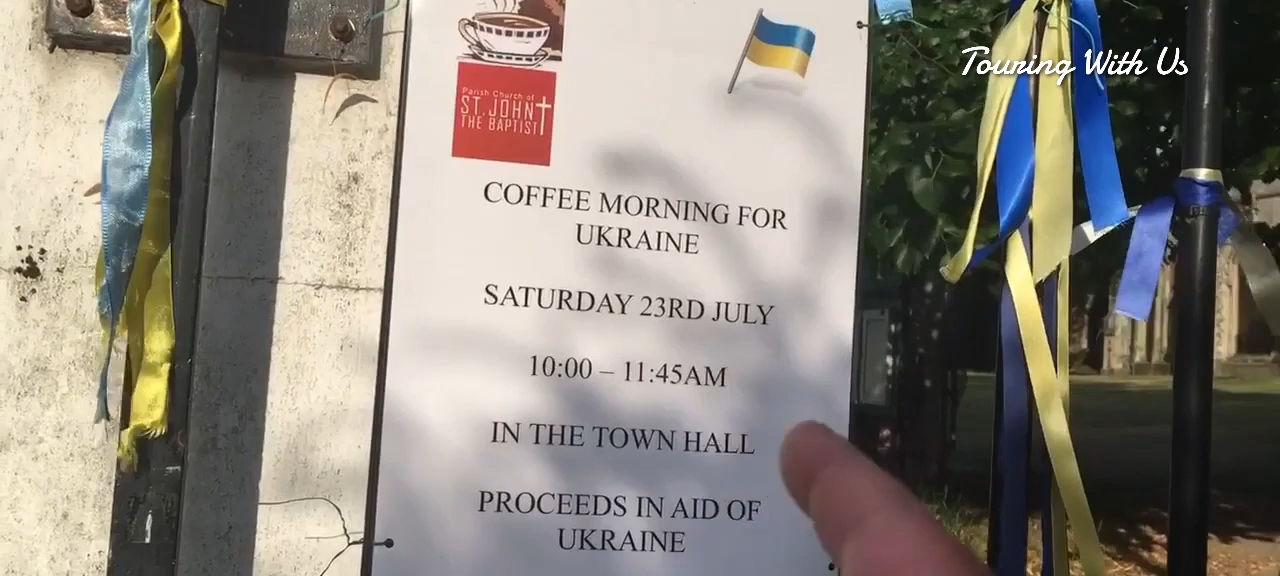 Touring With Us
Parish Church of
ST. JOHN
THE BAPTIST
COFFEE MORNING FOR
UKRAINE
SATURDAY 23RD JULY
10:00 – 11:45AM
IN THE TOWN HALL
PROCEEDS IN AID OF
UKRAINE